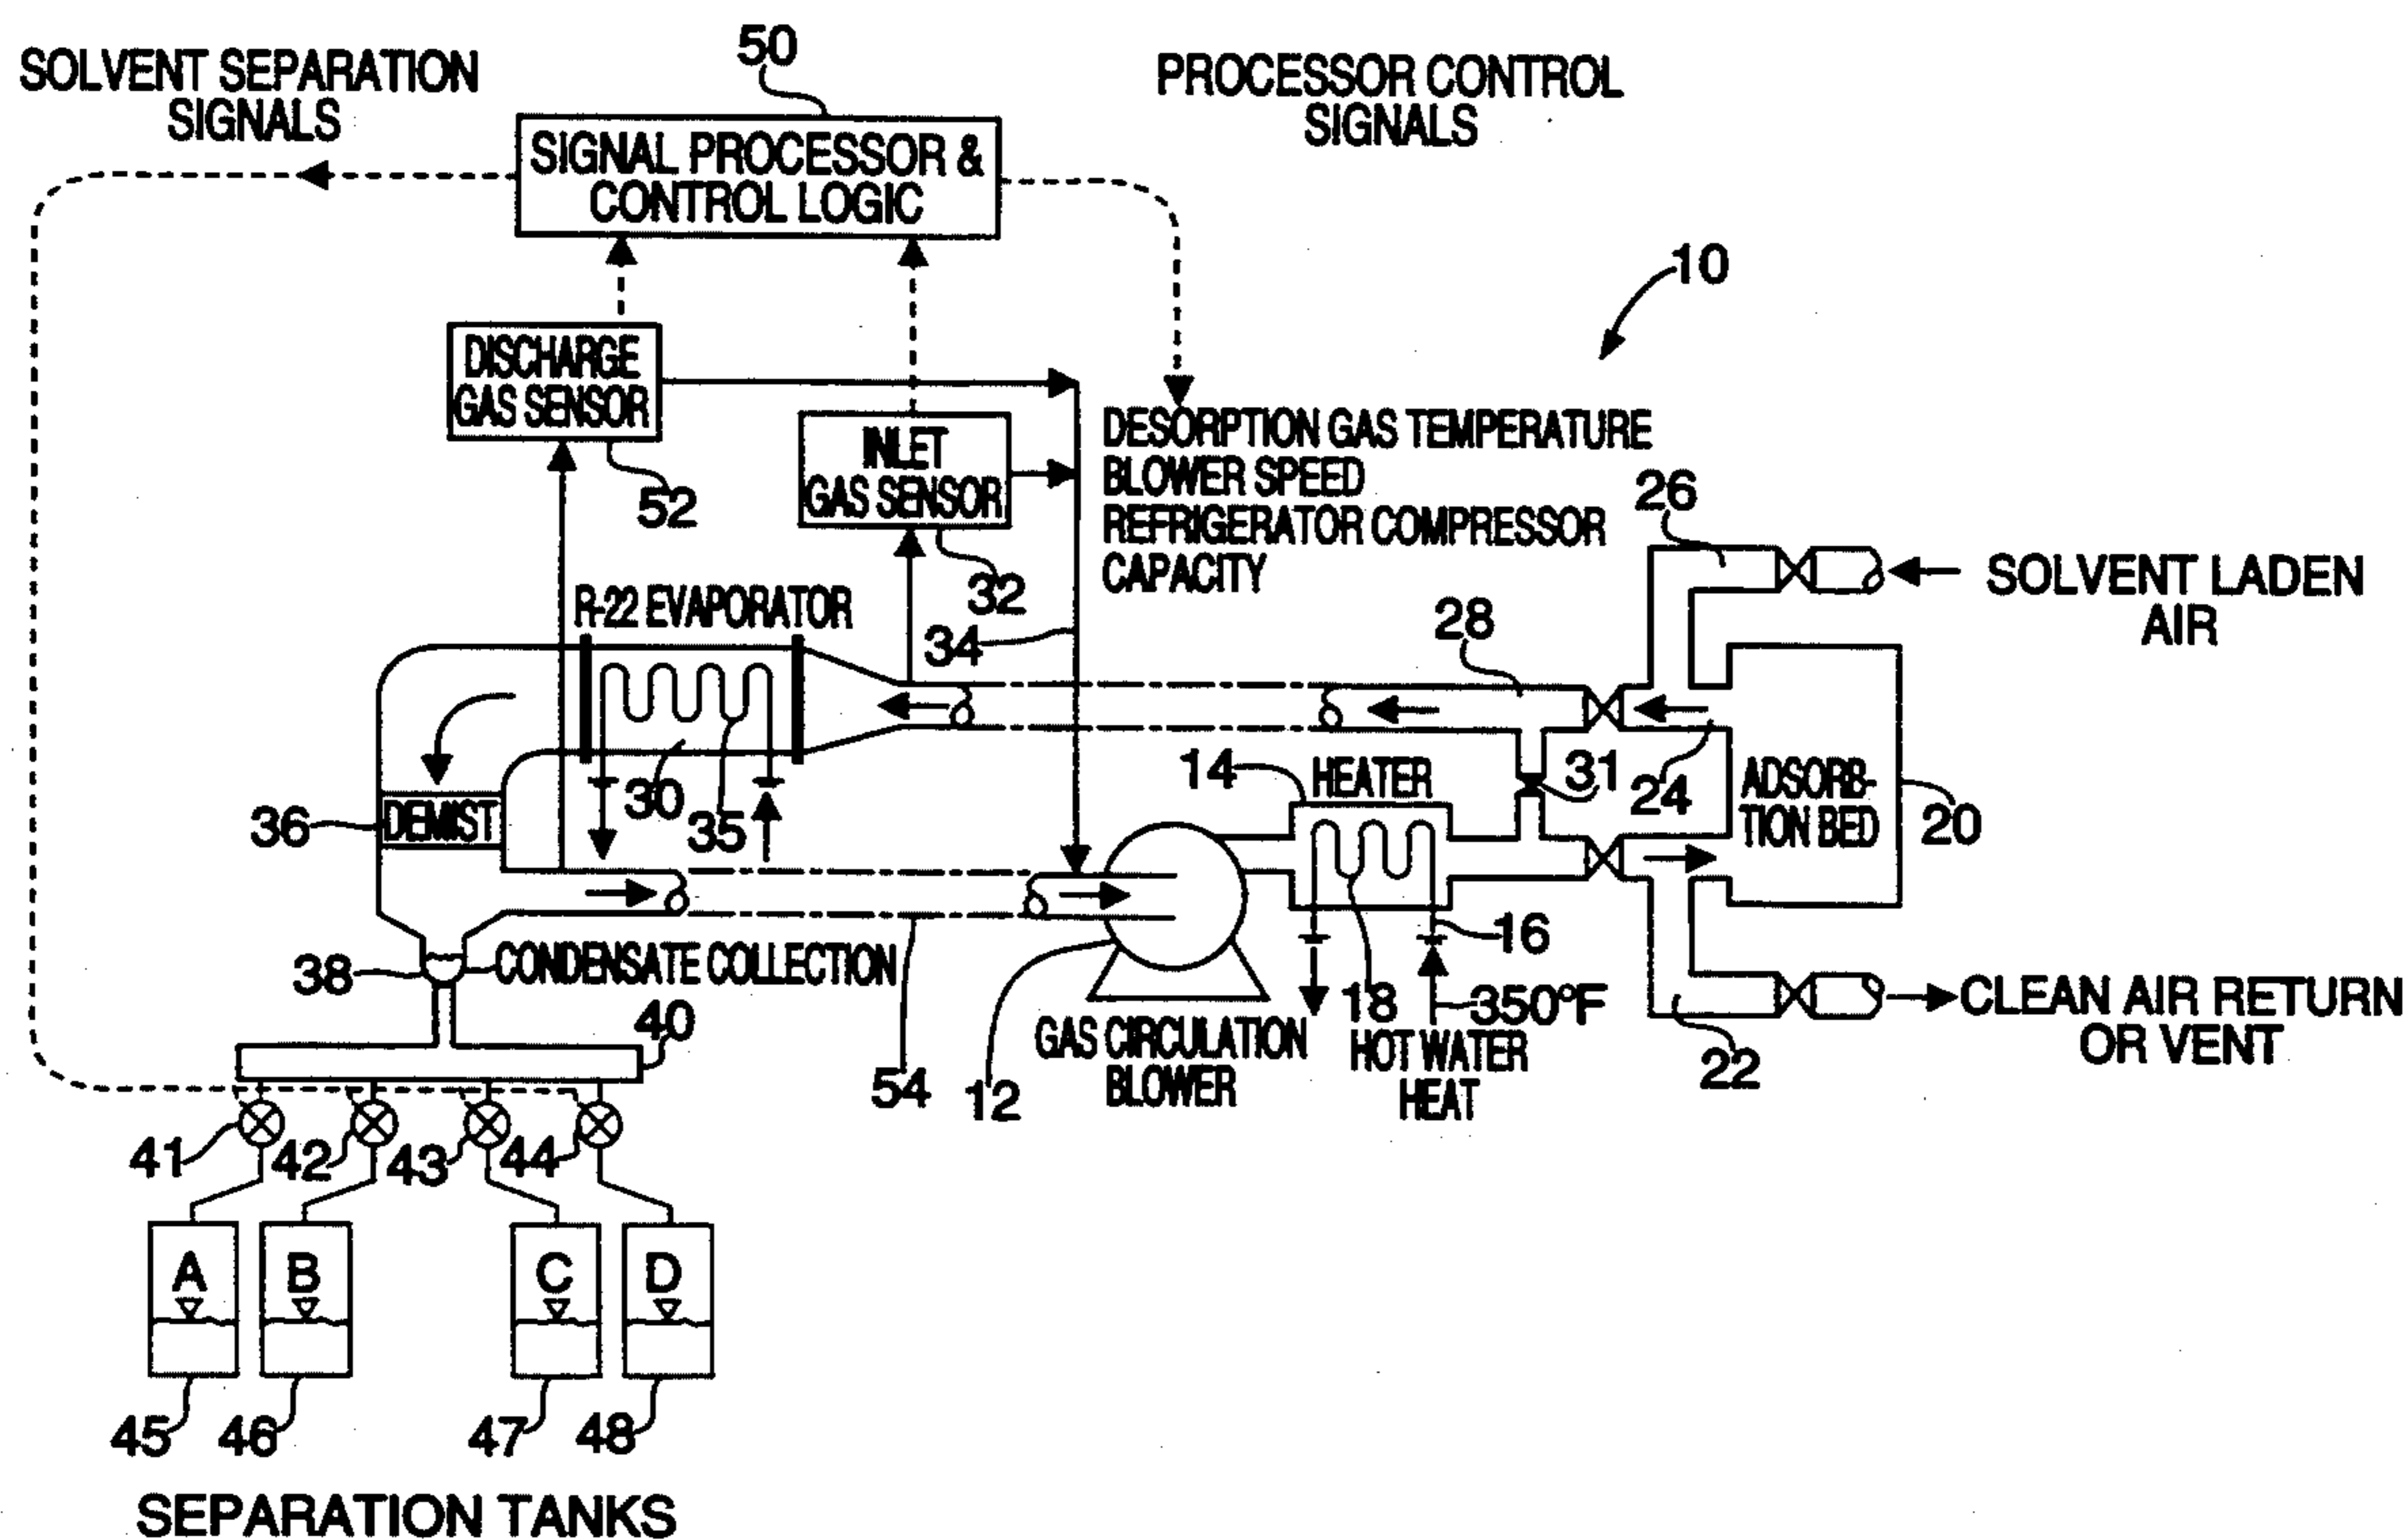 50
SOLVENT SEPARATION
SIGNALS
PROCESSOR CONTROL
SIGNALS
SIGNAL PROCESSOR &
CONTROL LOGIC
10
DISCHARGE
GAS SENSOR
52
INLET
GAS SENSOR
32
DESORPTION GAS TEMPERATURE
BLOWER SPEED
REFRIGERATOR COMPRESSOR
CAPACITY
26
SOLVENT LADEN
AIR
R-22 EVAPORATOR
34
28
30
35
36
DEMIST
14
HEATER
31
24
ADSORB-
TION BED
20
38
CONDENSATE COLLECTION
40
54
12
GAS CIRCULATION
BLOWER
18
16
350°F
HOT WATER
HEAT
22
CLEAN AIR RETURN
OR VENT
41
42
43
44
A
B
C
D
45
46
47
48
SEPARATION TANKS